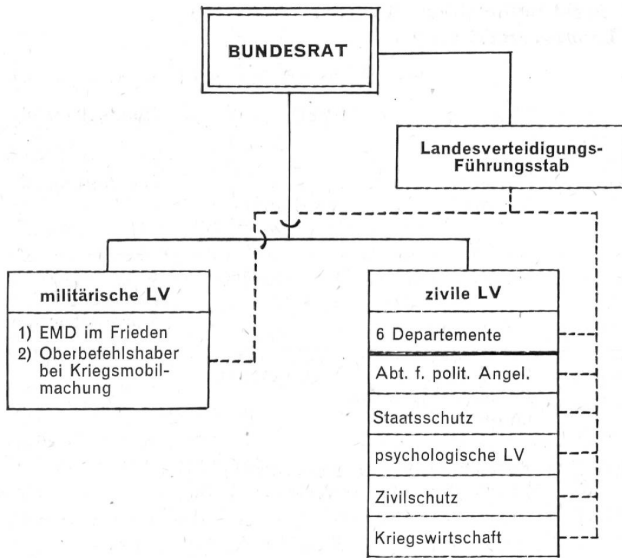 BUNDESRAT
Landesverteidigungs-
Führungsstab
militärische LV
1) EMD im Frieden
2) Oberbefehlshaber
bei Kriegsmobil-
machung
zivile LV
6 Departemente
Abt. f. polit. Angel.
Staatsschutz
psychologische LV
Zivilschutz
Kriegswirtschaft